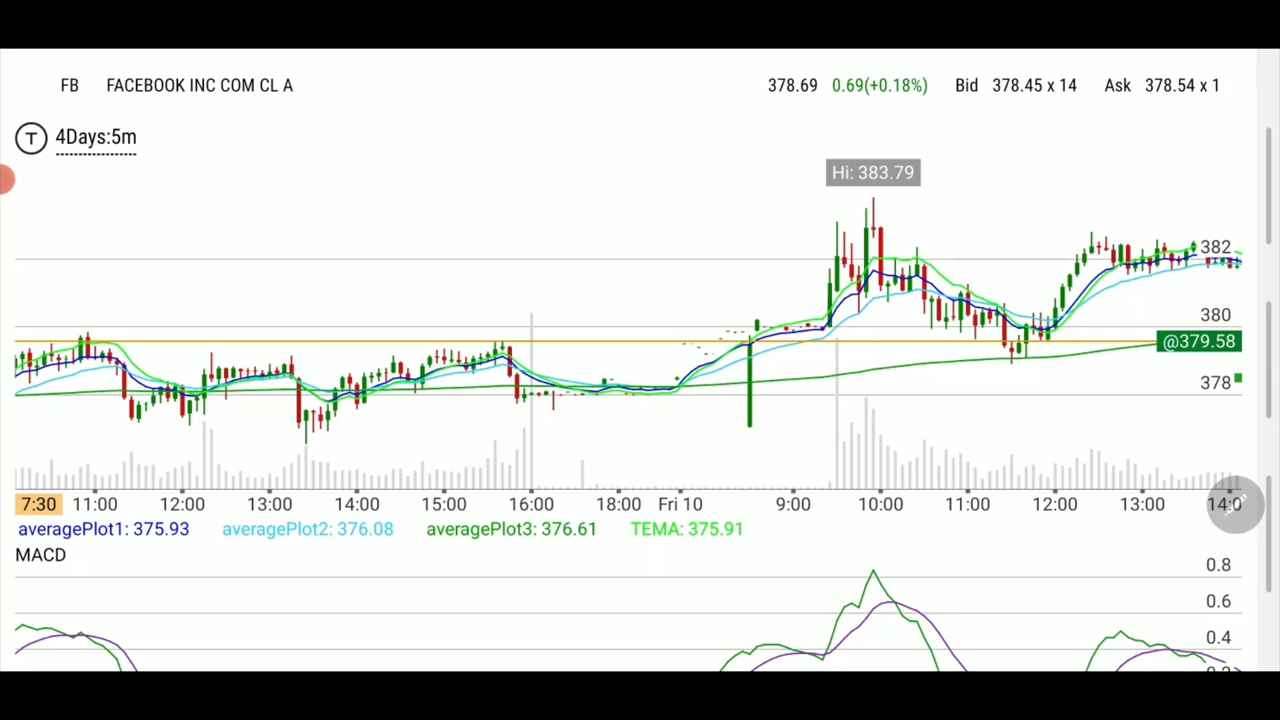 FB FACEBOOK INC COM CL A 378.69 0.69(+0.18%) Bid 378.45 x 14 Ask 378.54 x 1
T 4Days:5m
Hi: 383.79
382
380
@379.58
378
7:30 11:00 12:00 13:00 14:00 15:00 16:00 18:00 Fri 10 9:00 10:00 11:00 12:00 13:00
averagePlot1: 375.93 averagePlot2: 376.08 averagePlot3: 376.61 TEMA: 375.91
MACD
0.8
0.6
0.4